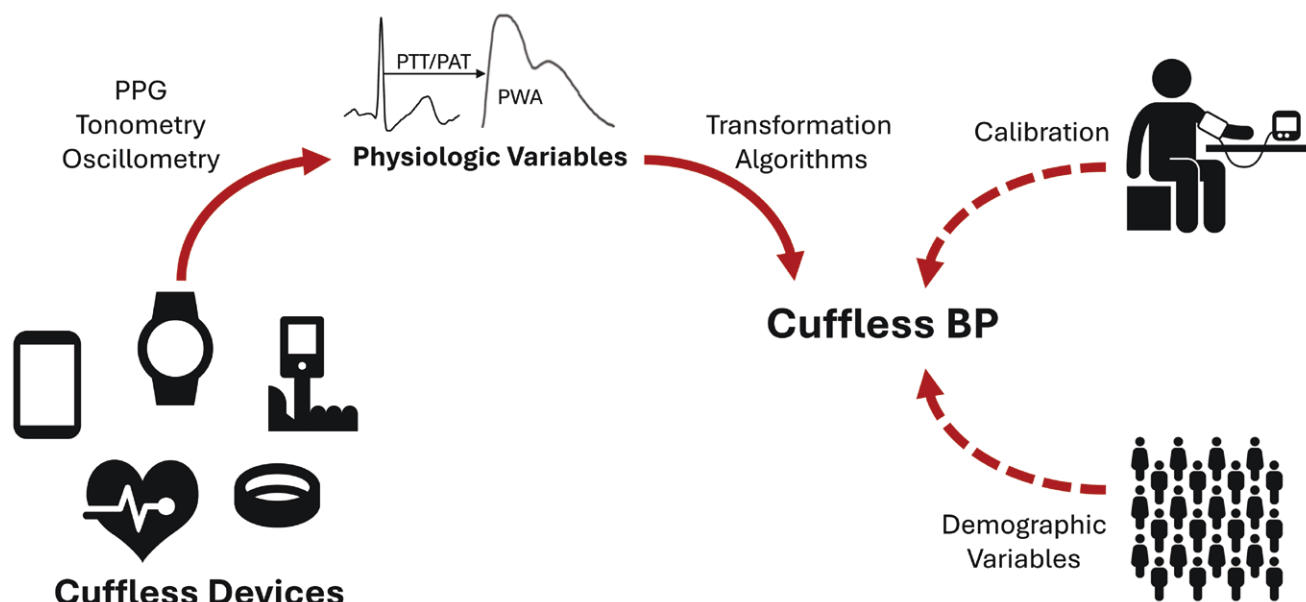 PPG
Tonometry
Oscillometry
PTT/PAT
PWA
Physiologic Variables
Transformation
Algorithms
Calibration
Cuffless BP
Demographic
Variables
Cuffless Devices